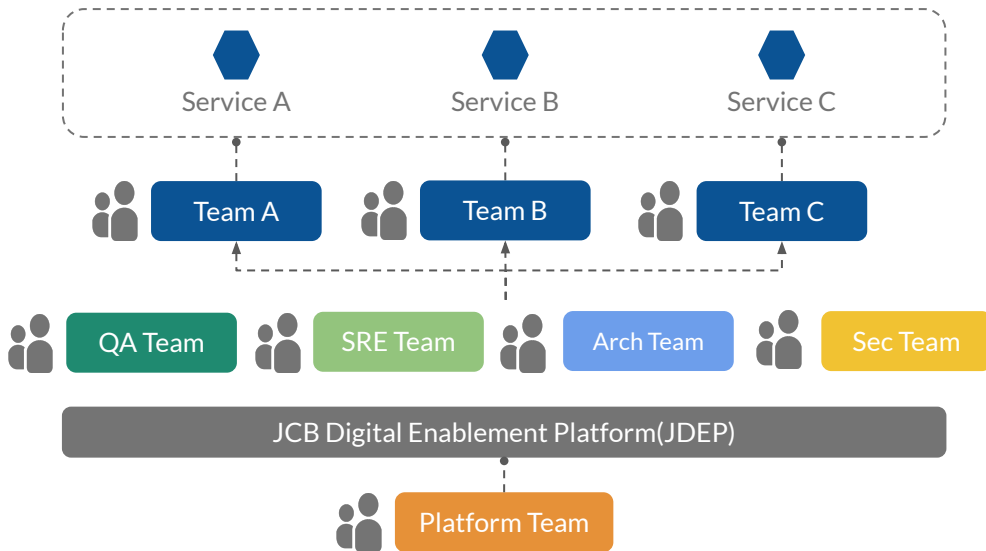 Service A
Service B
Service C
Team A
Team B
Team C
QA Team
SRE Team
Arch Team
Sec Team
JCB Digital Enablement Platform(JDEP)
Platform Team